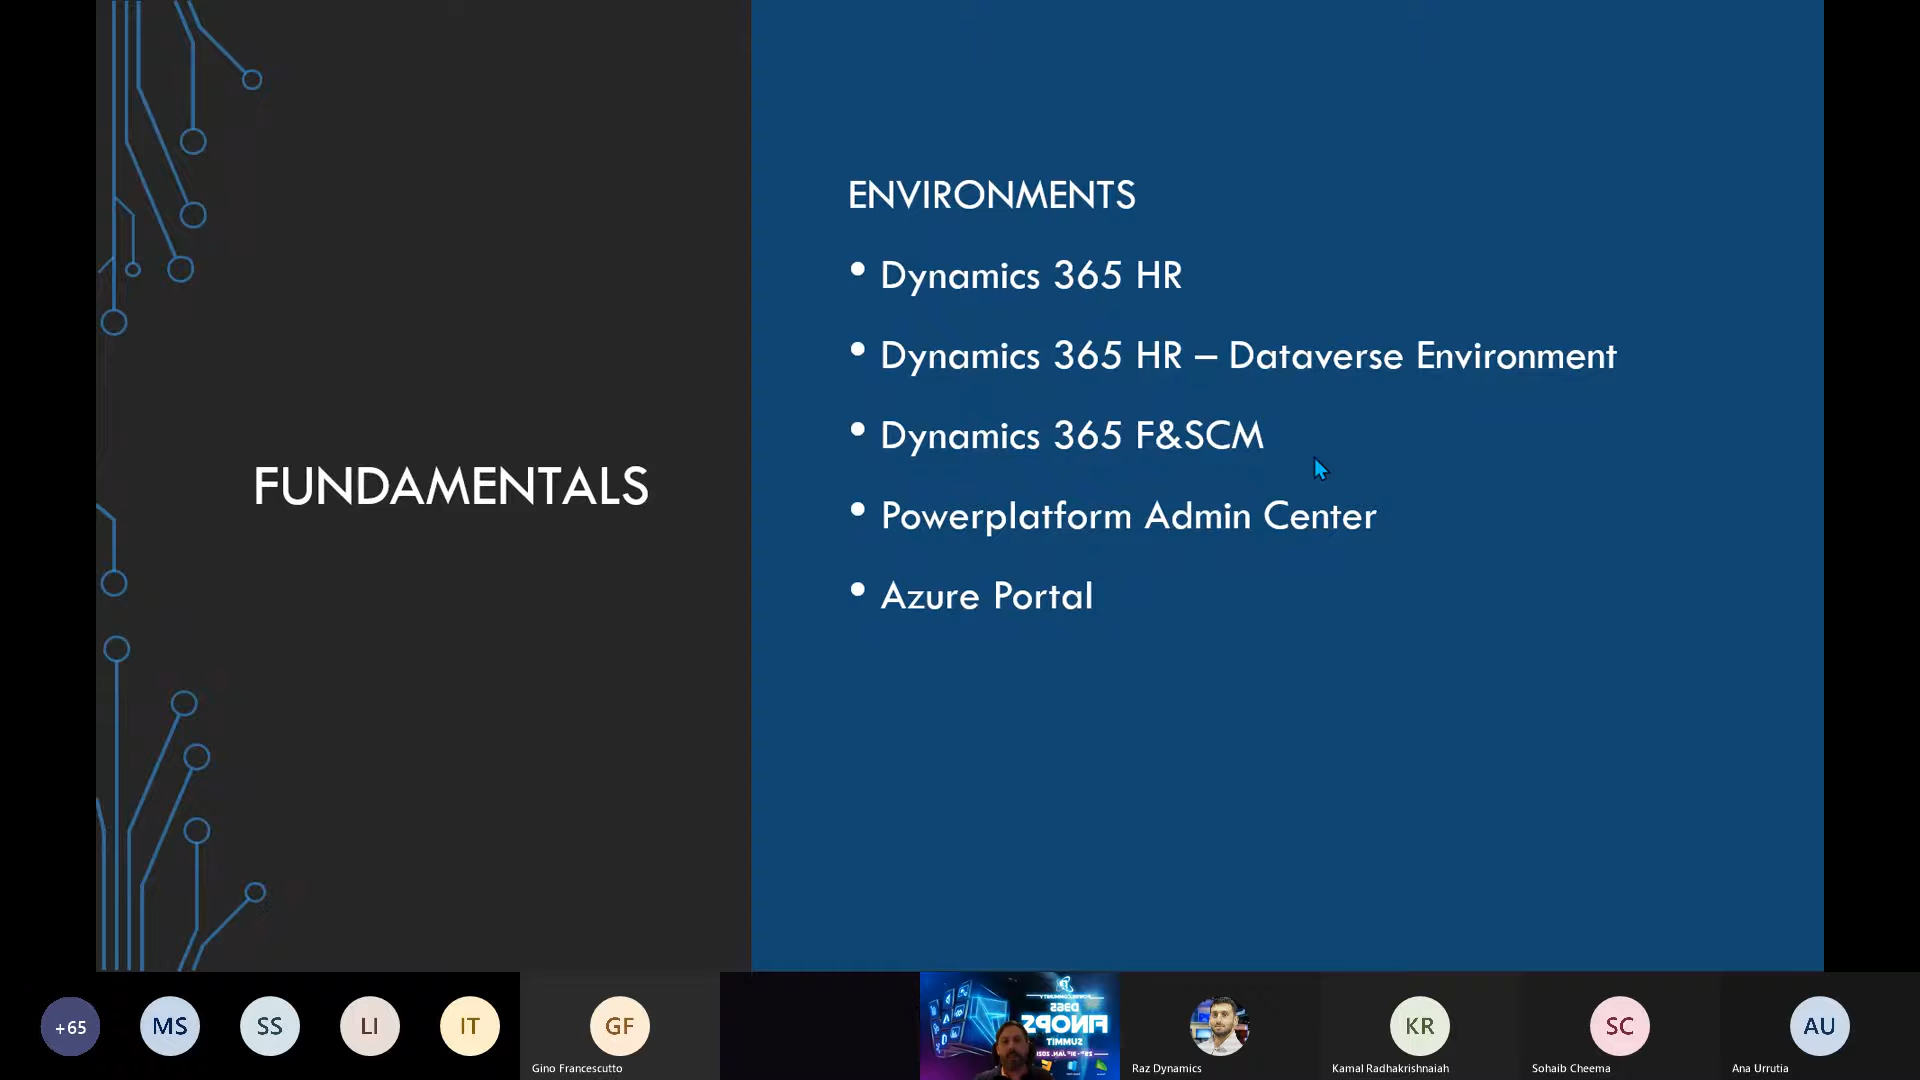 FUNDAMENTALS
ENVIRONMENTS
• Dynamics 365 HR
• Dynamics 365 HR – Dataverse Environment
• Dynamics 365 F&SCM
• Powerplatform Admin Center
• Azure Portal
+65
MS
SS
LI
IT
GF
D365
FINOPS
SUMMIT
KR
SC
AU
Gino Francescutto
Raz Dynamics
Kamal Radhakrishnaiah
Sohaib Cheema
Ana Urrutia